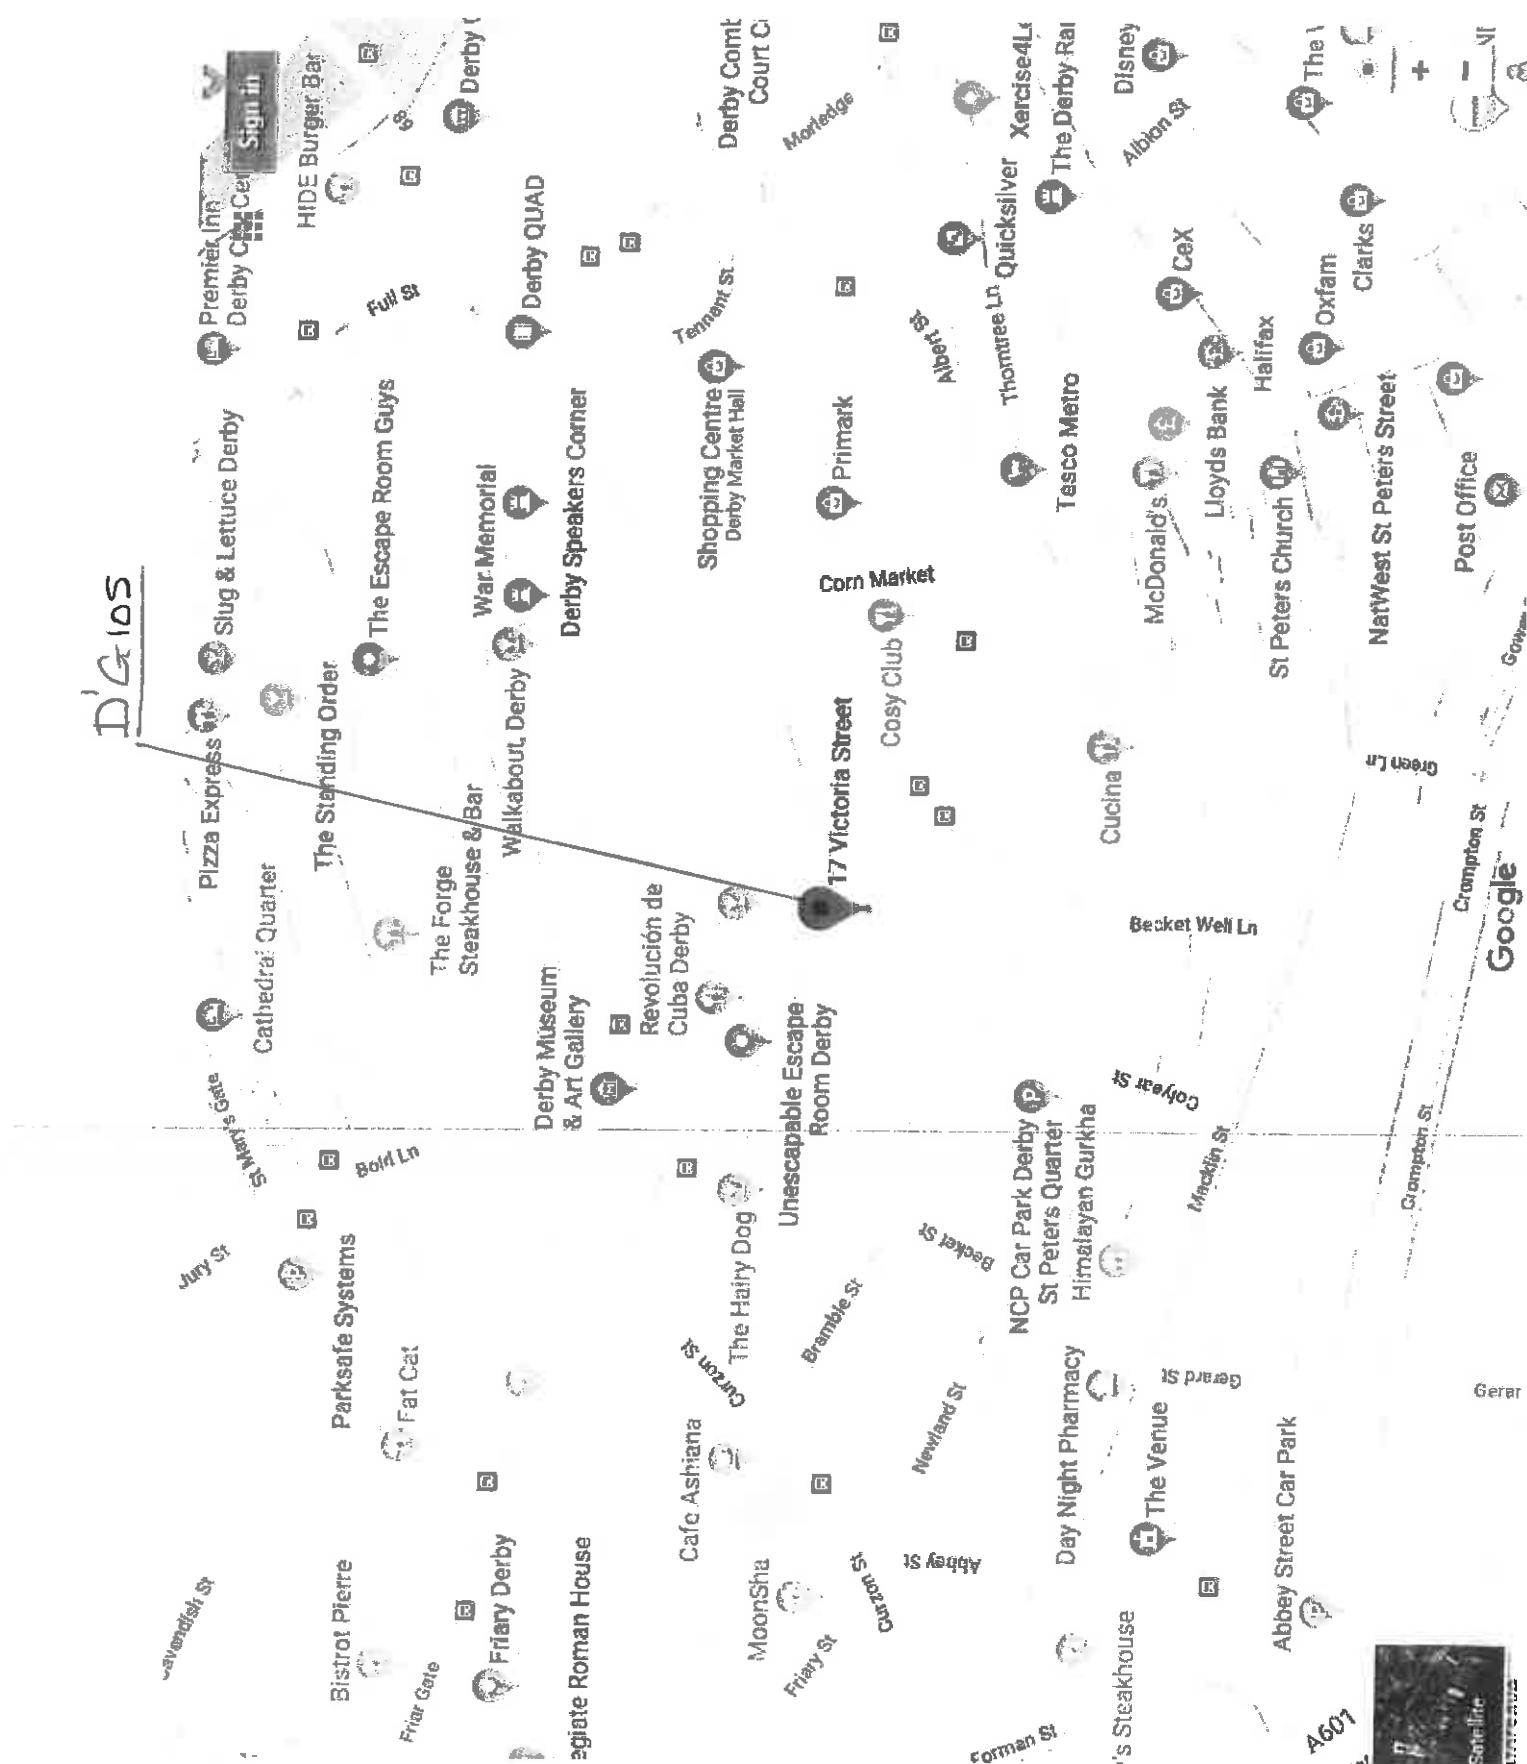 D'GIOS
Sign in
Premier Inn
HIDE Burger Bar
Slug & Lettuce Derby
Pizza Express
The Standing Order
The Escape Room Guys
Full St
Derby QUAD
Cathedral Quarter
St Mary's Gate
Bold Ln
Jury St
Parksafe Systems
Fat Cat
Bistrot Pierre
Friar Gate
Friary Derby
egiate Roman House
War Memorial
Derby Speakers Corner
Walkabout, Derby
The Forge
Steakhouse & Bar
Derby Museum
& Art Gallery
Revolución de
Cuba Derby
Unescapable Escape
Room Derby
17 Victoria Street
Shopping Centre
Derby Market Hall
Tennant St
Morledge
Primark
Corn Market
Cosy Club
Albert St
Thorntree Ln
Quicksilver
Xercise4L
The Derby Ra
Disney
Albion St
Tesco Metro
CeX
Clarks
Oxfam
Halifax
Lloyds Bank
McDonald's
St Peters Church
NatWest St Peters Street
Post Office
Cucina
Green Ln
Becket Well Ln
Crompton St
Google
Colyear St
Macklin St
Crompton St
NCP Car Park Derby
St Peters Quarter
Himalayan Gurkha
Becket St
Bramble St
The Hairy Dog
Curzon St
Cafe Ashiana
MoonSha
Friary St
Curzon St
Abbey St
Newland St
Day Night Pharmacy
Gerard St
The Venue
Abbey Street Car Park
's Steakhouse
Forman St
A601
Satellite
Gerar